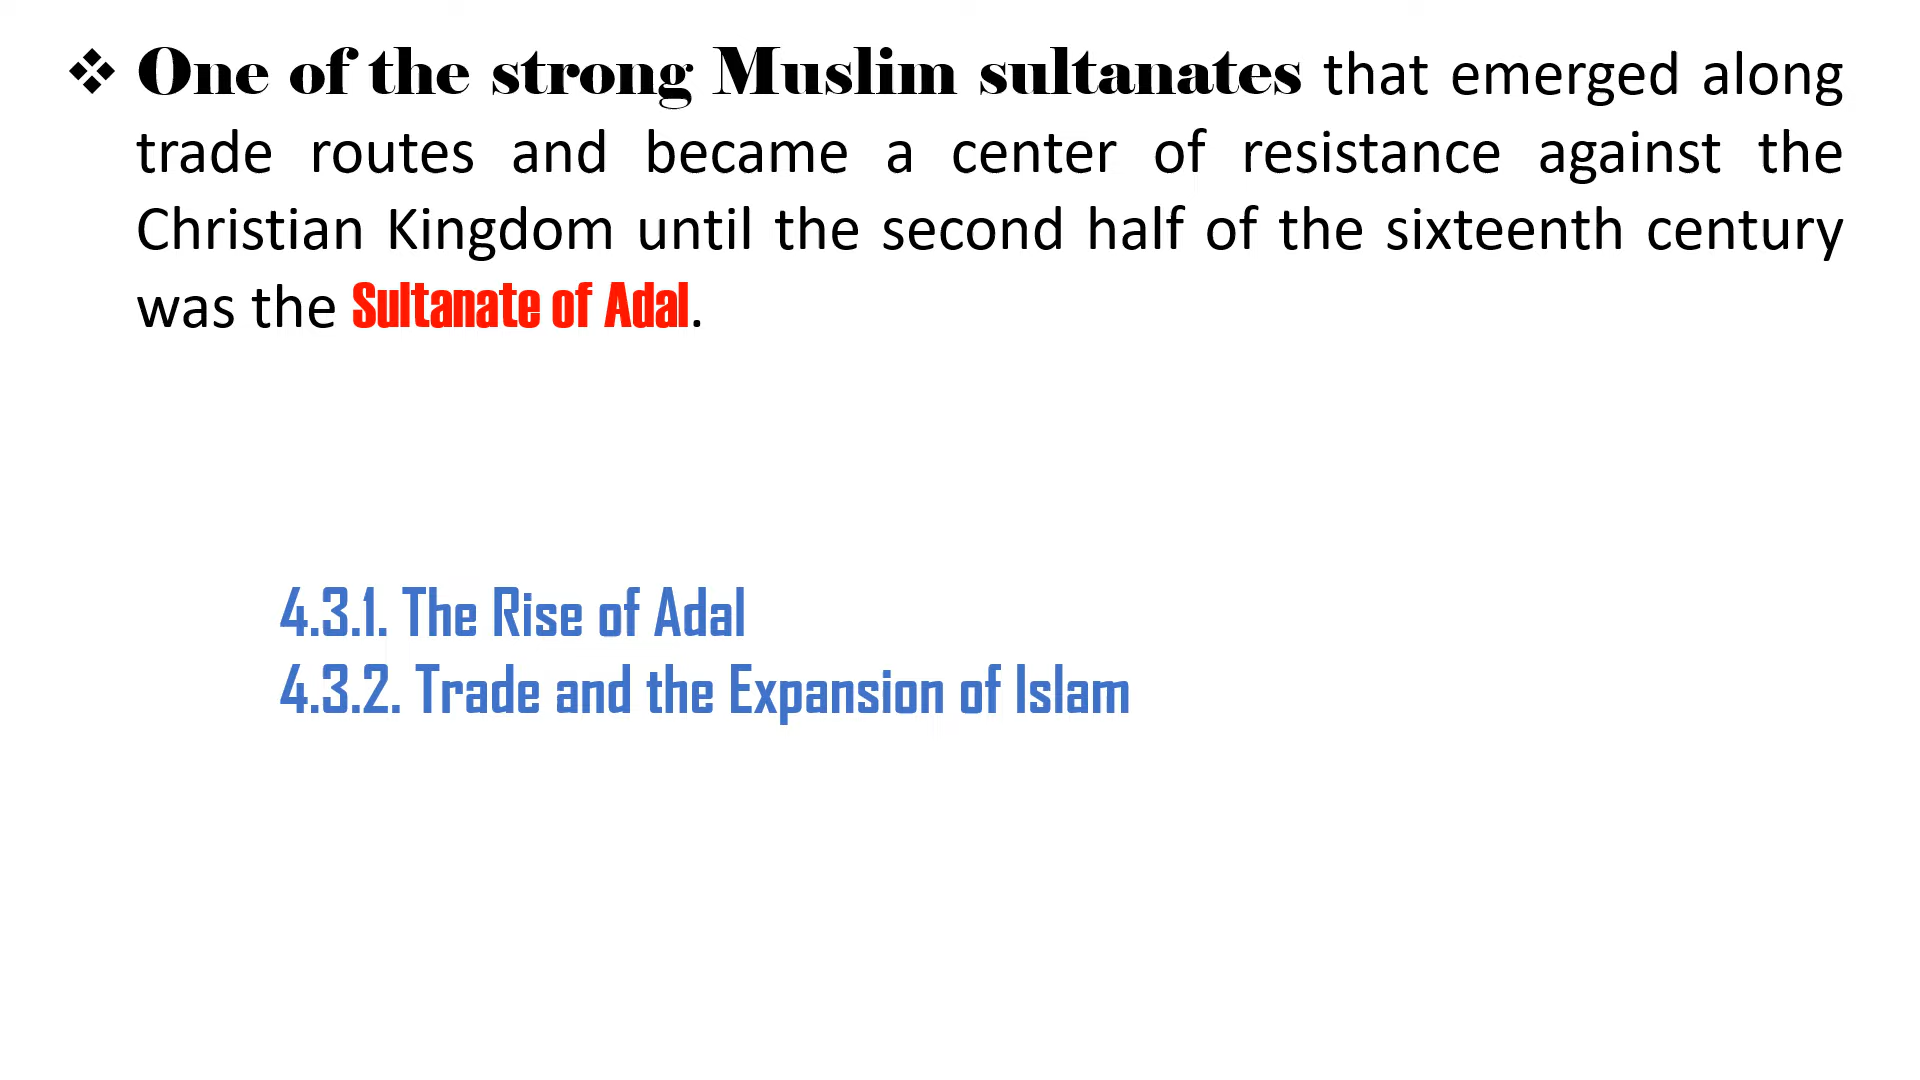 ❖ One of the strong Muslim sultanates that emerged along
trade routes and became a center of resistance against the
Christian Kingdom until the second half of the sixteenth century
was the Sultanate of Adal.
4.3.1. The Rise of Adal
4.3.2. Trade and the Expansion of Islam